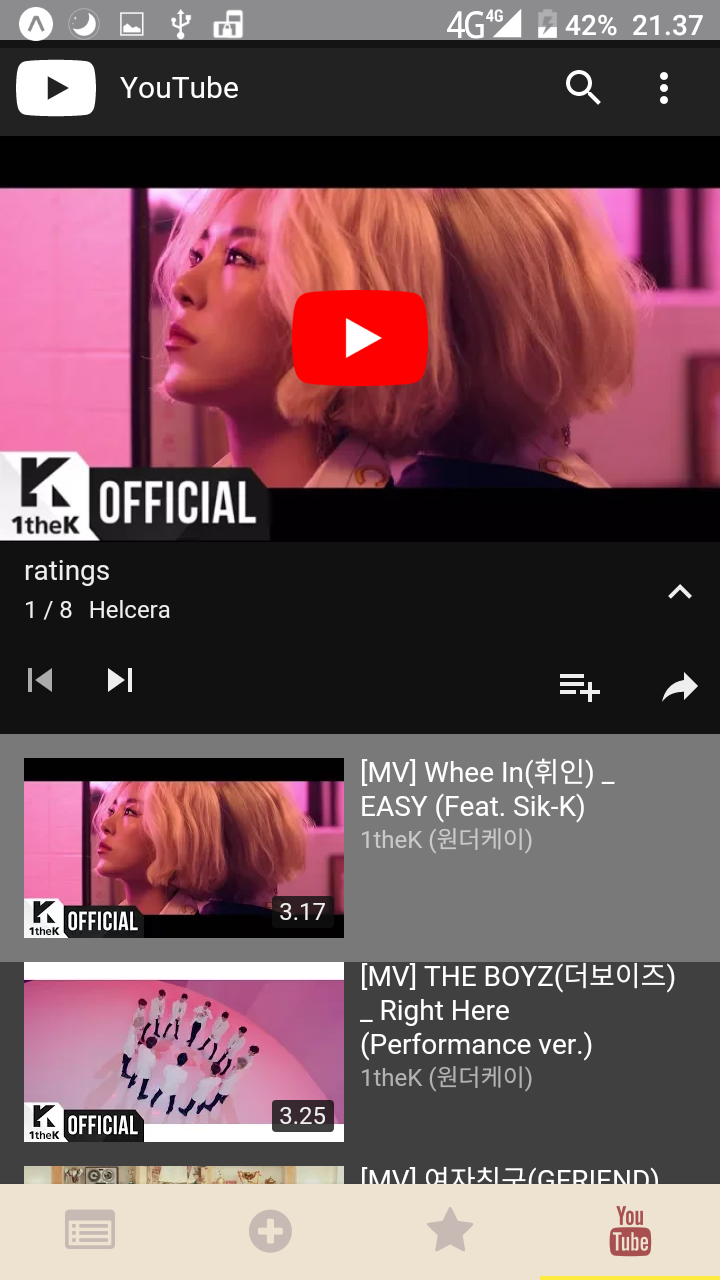 4G 4G 42% 21.37
YouTube
K
1theK OFFICIAL
ratings
1 / 8 Helcera
[MV] Whee In(휘인) _
EASY (Feat. Sik-K)
1theK (원더케이)
K
1theK OFFICIAL
3.17
[MV] THE BOYZ(더보이즈)
_ Right Here
(Performance ver.)
1theK (원더케이)
K
1theK OFFICIAL
3.25
[MV] 여자친구(GFRIEND)
You
Tube